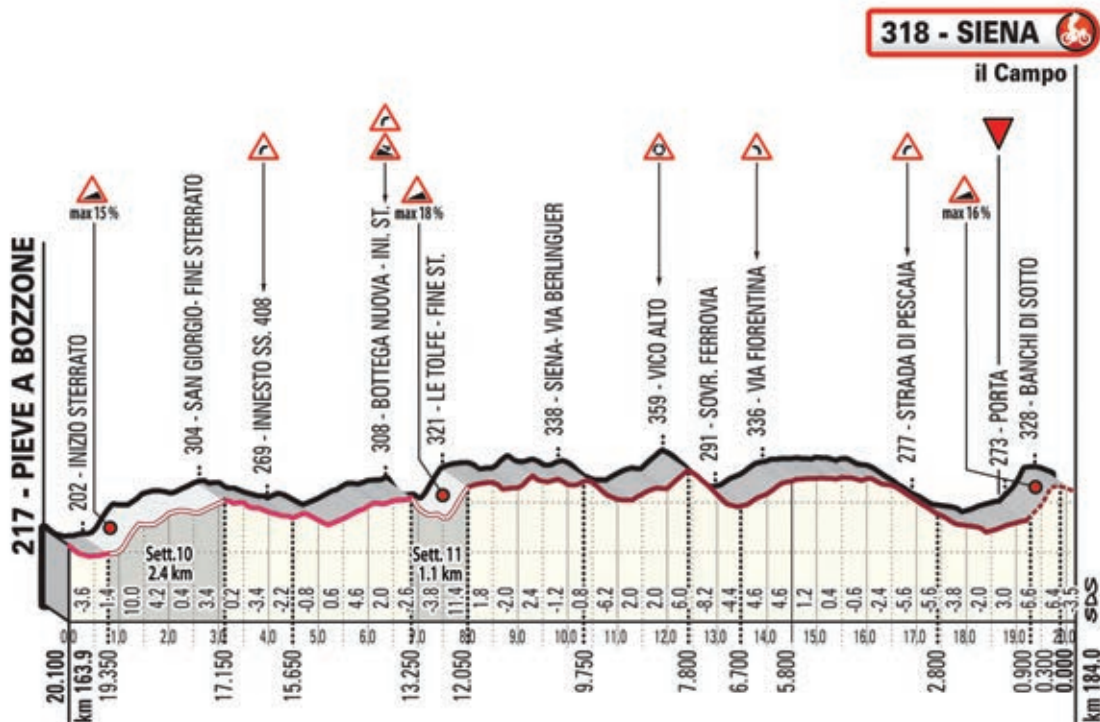 318 - SIENA
il Campo
max 15 %
max 18 %
max 16 %
217 - PIEVE A BOZZONE
202 - INIZIO STERRATO
304 - SAN GIORGIO- FINE STERRATO
269 - INNESTO SS. 408
308 - BOTTEGA NUOVA - INI. ST.
321 - LE TOLFE - FINE ST.
338 - SIENA- VIA BERLINGUER
359 - VICO ALTO
291 - SOVR. FERROVIA
336 - VIA FIORENTINA
277 - STRADA DI PESCAIA
273 - PORTA
328 - BANCHI DI SOTTO
Sett.10
2.4 km
Sett. 11
1.1 km
-3.6 -1.4 10.0 4.2 0.4 3.4 0.2 -3.4 -2.2 -0.8 0.6 4.6 2.0 -2.6 -3.8 11.4 1.8 -2.0 2.4 -1.2 -0.8 -6.2 2.0 2.0 6.0 -8.2 -4.4 4.6 4.6 1.2 0.4 -0.6 -2.4 -5.6 -5.6 -3.8 -2.0 3.0 -6.6 6.4 -3.5
SDS
0.0 1.0 2.0 3.0 4.0 5.0 6.0 7.0 8.0 9.0 10.0 11.0 12.0 13.0 14.0 15.0 16.0 17.0 18.0 19.0 20.0
20.100 19.350 17.150 15.650 13.250 12.050 9.750 7.800 6.700 5.800 2.800 0.900 0.300 0.000
km 163.9
km 184.0